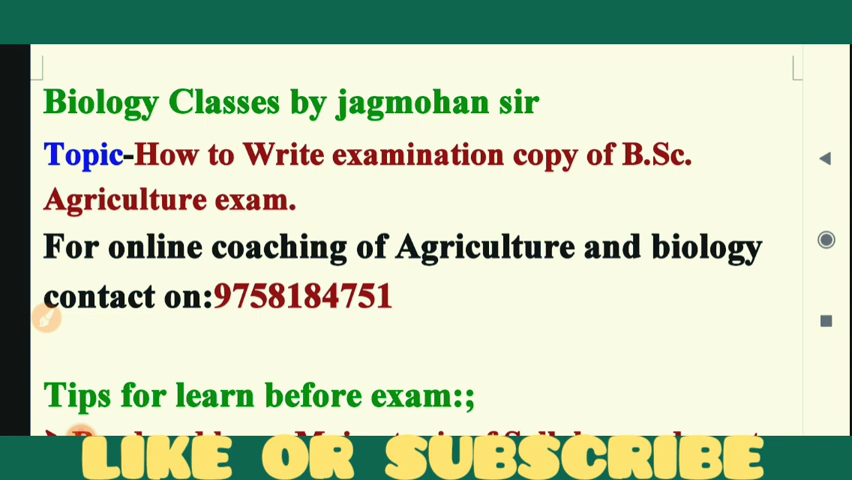 Biology Classes by jagmohan sir
Topic-How to Write examination copy of B.Sc.
Agriculture exam.
For online coaching of Agriculture and biology
contact on:9758184751
Tips for learn before exam:;
LIKE OR SUBSCRIBE